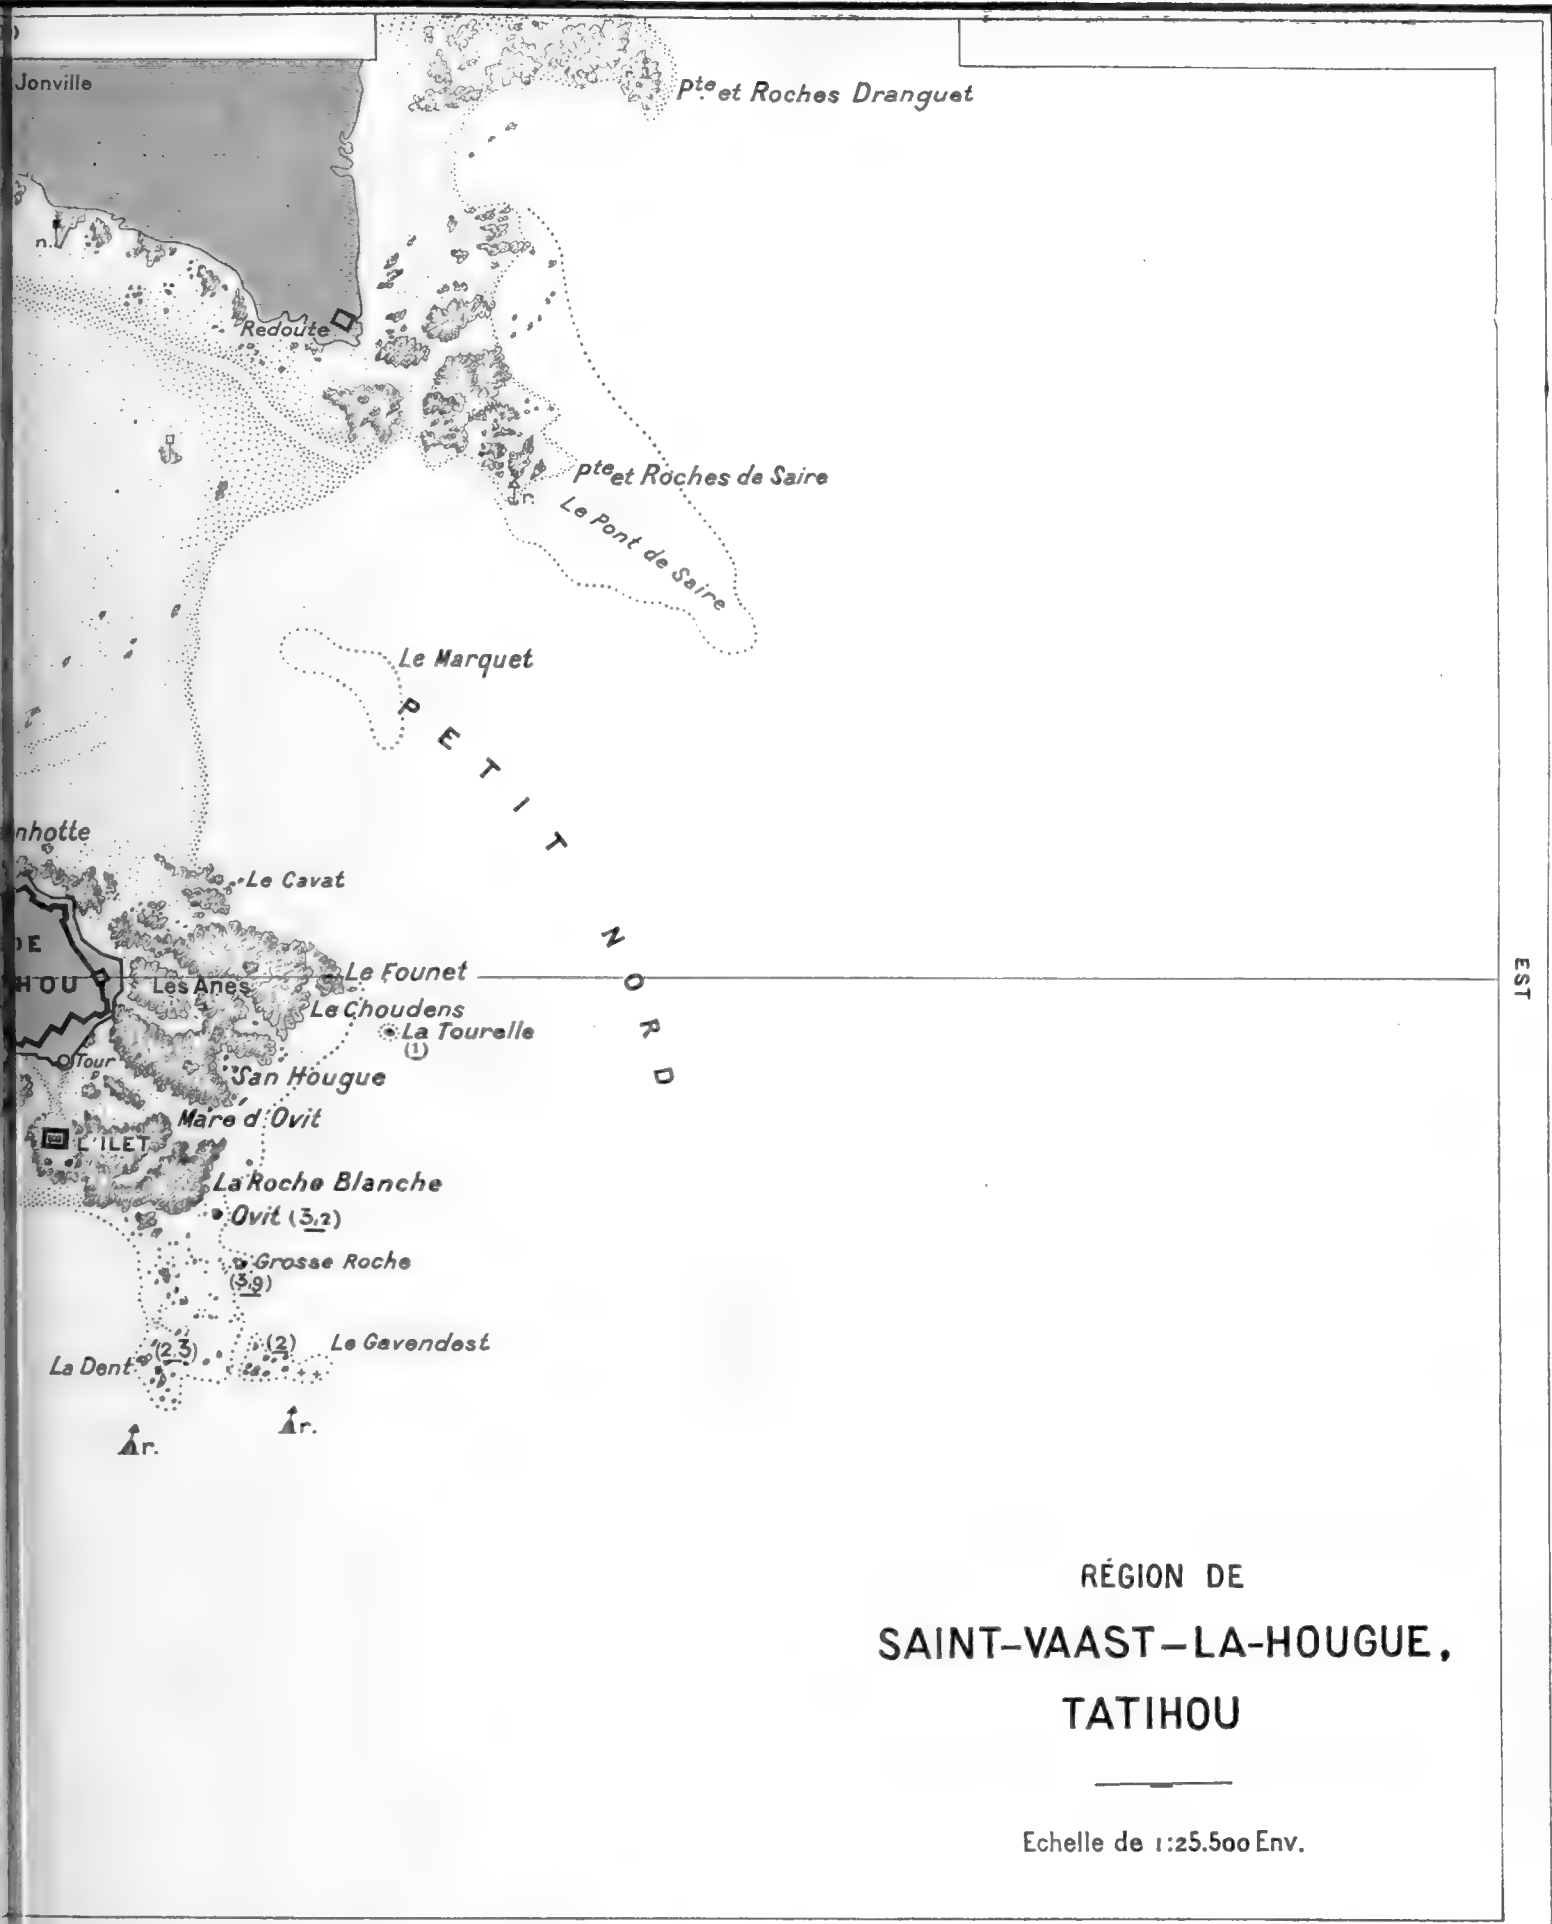 Jonville
Pte et Roches Dranguet
n.
Redoute
Pte et Roches de Saire
r.
Le Pont de Saire
Le Marquet
PETIT NORD
nhotte
Le Cavat
DE
HOU
Les Anes
Le Founet
EST
Le Choudens
La Tourelle
(1)
Tour
San Hougue
Mare d'Ovit
L'ILET
La Roche Blanche
Ovit (3,2)
Grosse Roche
(3,9)
La Dent
(2,3)
(2)
Le Gavendest
r.
r.
RÉGION DE
SAINT-VAAST-LA-HOUGUE,
TATIHOU
Echelle de 1:25.500 Env.